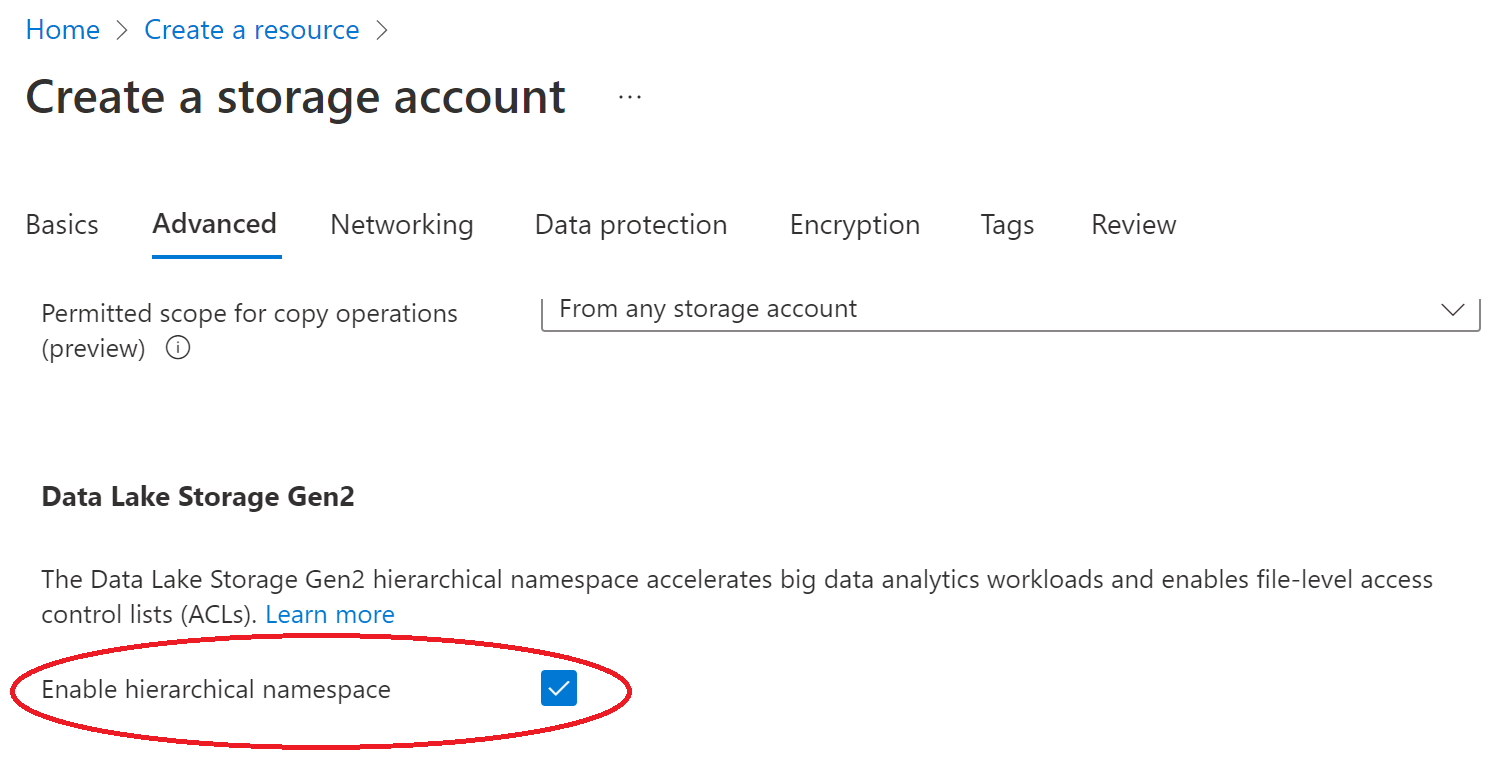 Home > Create a resource >
Create a storage account ...
Basics Advanced Networking Data protection Encryption Tags Review
Permitted scope for copy operations
(preview)
From any storage account
Data Lake Storage Gen2
The Data Lake Storage Gen2 hierarchical namespace accelerates big data analytics workloads and enables file-level access
control lists (ACLs). Learn more
Enable hierarchical namespace